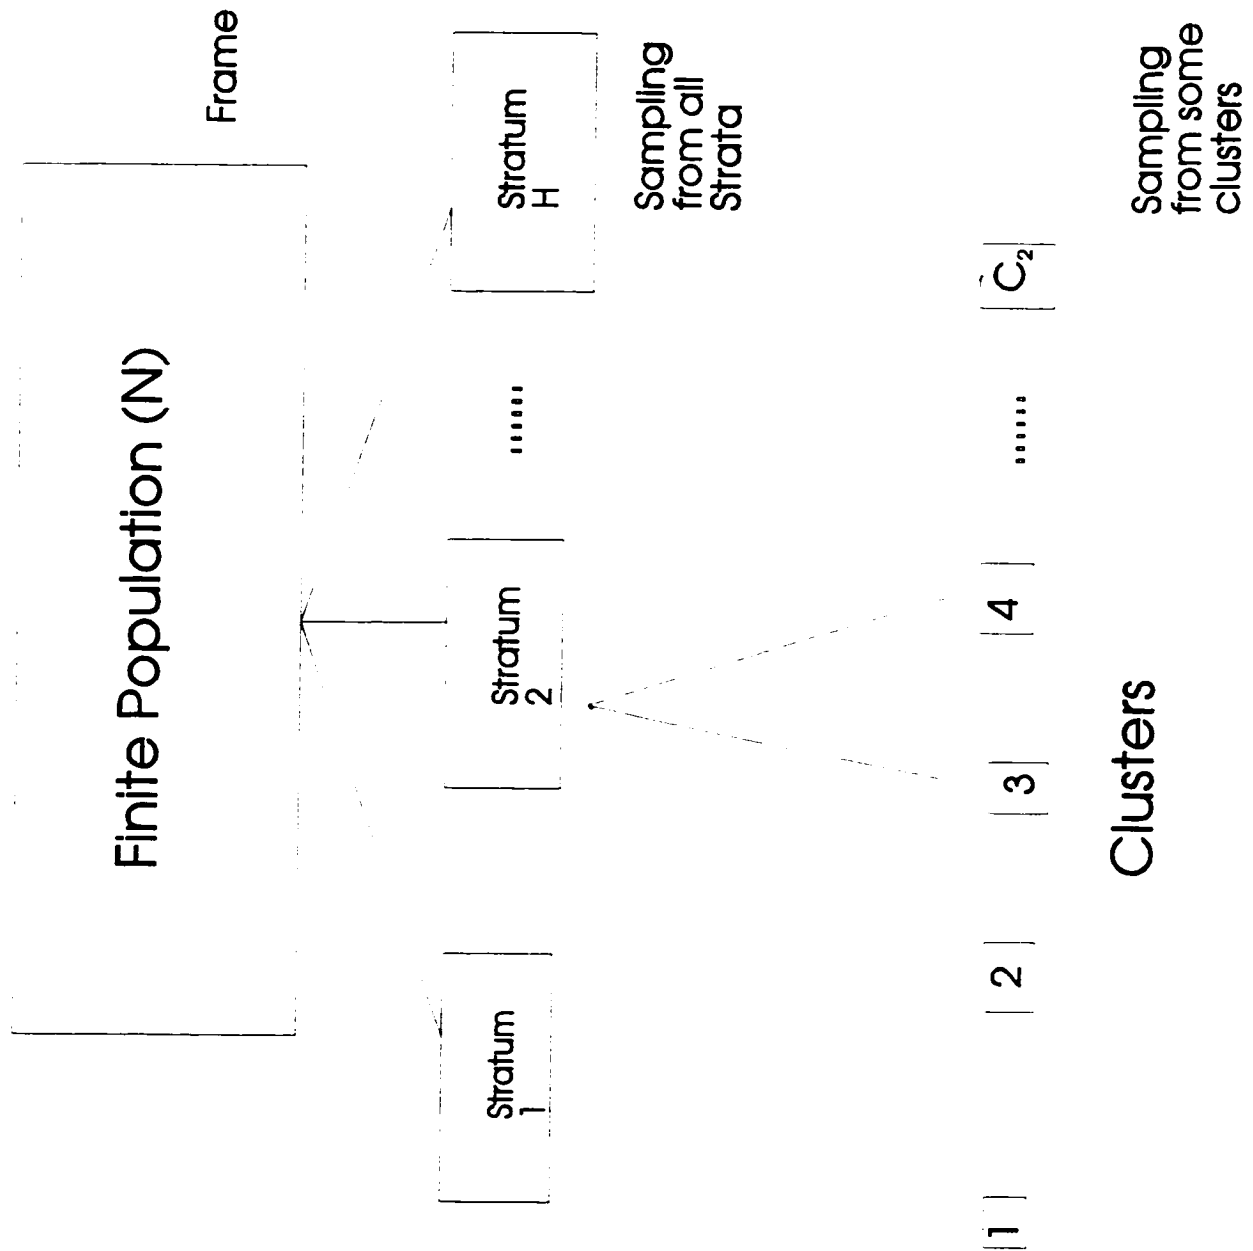 Finite Population (N)
Frame
Stratum
1
Stratum
2
......
Stratum
H
Sampling
from all
Strata
1
2
3
4
......
C₂
Clusters
Sampling
from some
clusters